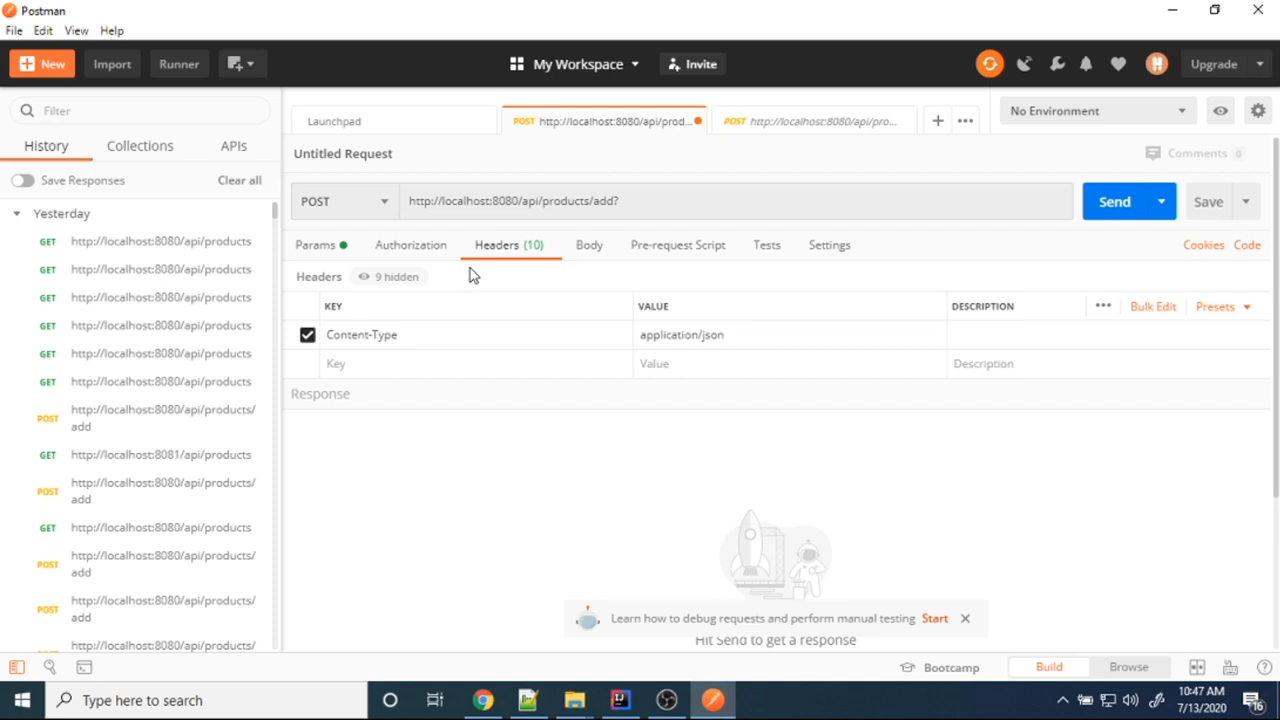 Postman
File Edit View Help
New Import Runner My Workspace Invite Upgrade
Filter
Launchpad POST http://localhost:8080/api/prod... POST http://localhost:8080/api/pro... + ••• No Environment
History Collections APIs
Untitled Request Comments 0
Save Responses Clear all
POST http://localhost:8080/api/products/add? Send Save
Yesterday
GET http://localhost:8080/api/products
Params Authorization Headers (10) Body Pre-request Script Tests Settings Cookies Code
GET http://localhost:8080/api/products
Headers 9 hidden
GET http://localhost:8080/api/products
KEY VALUE DESCRIPTION ••• Bulk Edit Presets
GET http://localhost:8080/api/products
Content-Type application/json
GET http://localhost:8080/api/products
Key Value Description
GET http://localhost:8080/api/products
Response
POST http://localhost:8080/api/products/
add
GET http://localhost:8081/api/products
POST http://localhost:8080/api/products/
add
GET http://localhost:8080/api/products
POST http://localhost:8080/api/products/
add
POST http://localhost:8080/api/products/
add
http://localhost:8080/api/products/
Learn how to debug requests and perform manual testing Start
Hit Send to get a response
Bootcamp Build Browse
Type here to search
10:47 AM
7/13/2020
16